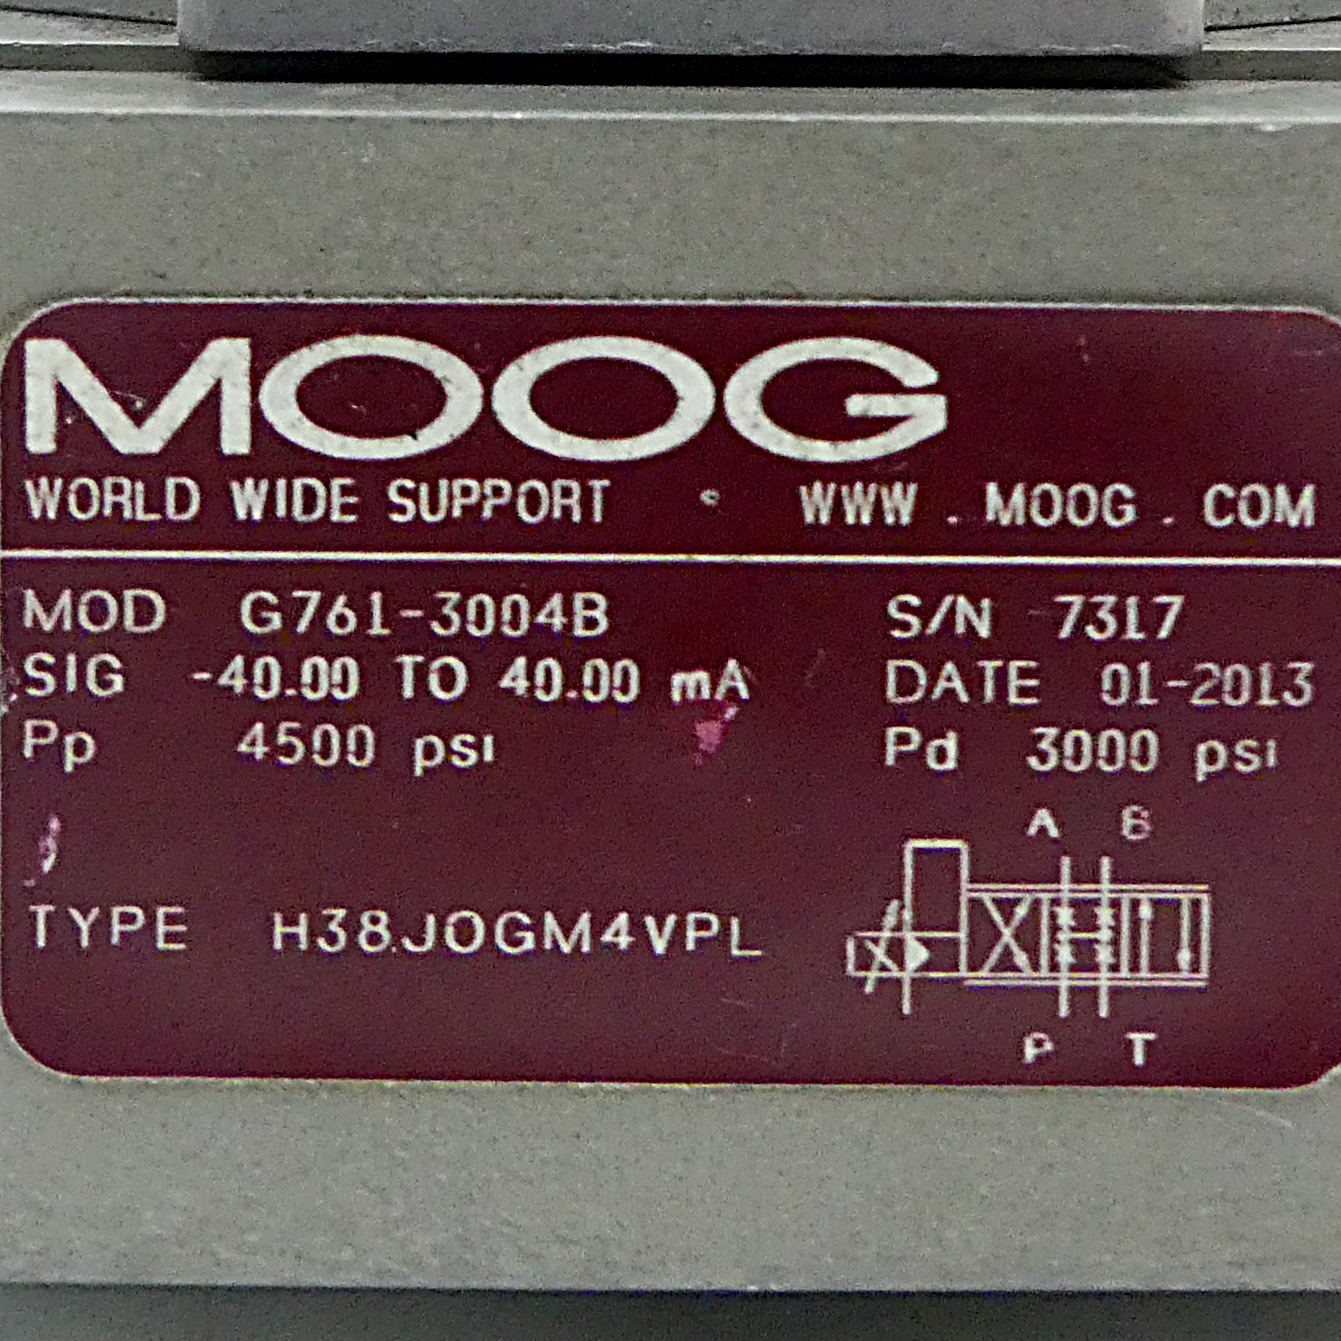 MOOG
WORLD WIDE SUPPORT • WWW . MOOG . COM
MOD G761-3004B S/N 7317
SIG -40.00 TO 40.00 mA DATE 01-2013
Pp 4500 psi Pd 3000 psi
A B
TYPE H38JOGM4VPL
P T